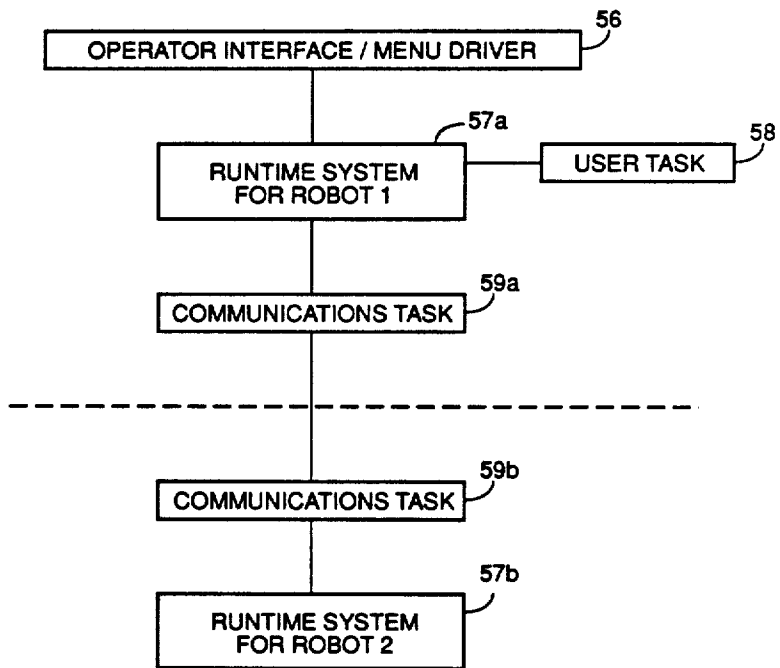 56
OPERATOR INTERFACE / MENU DRIVER
57a
58
RUNTIME SYSTEM
FOR ROBOT 1
USER TASK
59a
COMMUNICATIONS TASK
59b
COMMUNICATIONS TASK
57b
RUNTIME SYSTEM
FOR ROBOT 2